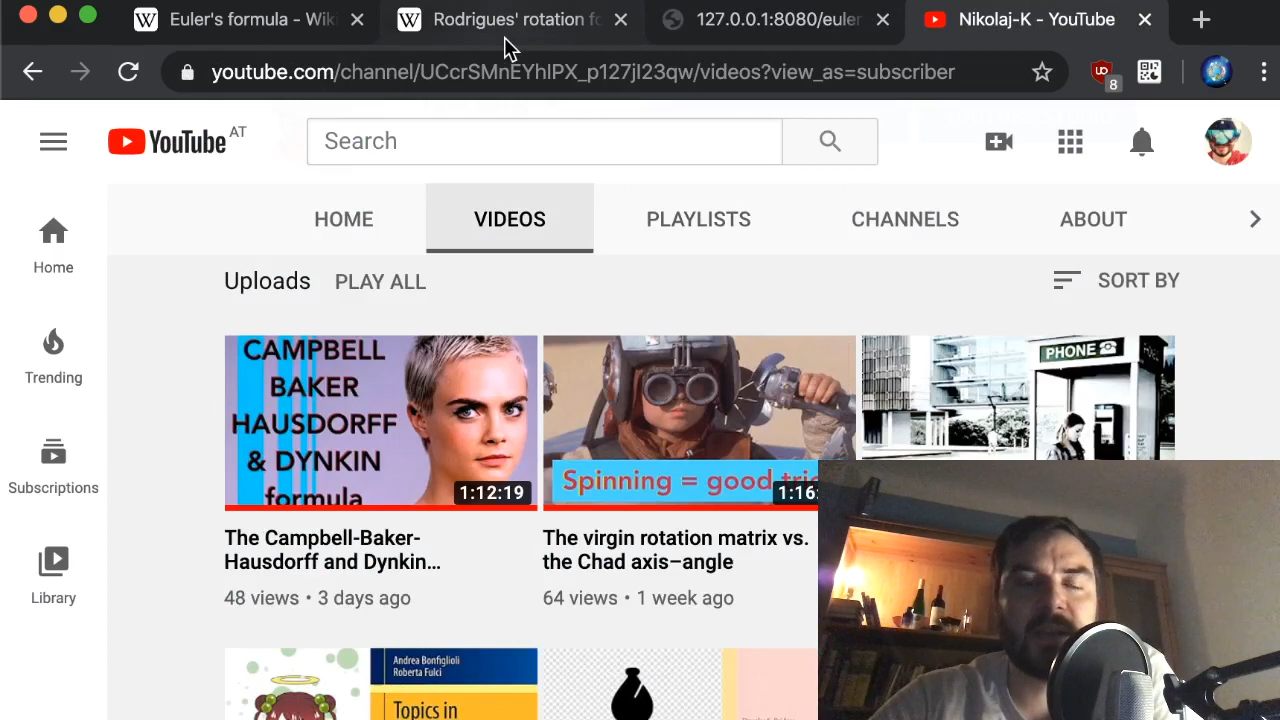 Euler's formula - Wiki
Rodrigues' rotation fo
127.0.0.1:8080/euler
Nikolaj-K - YouTube
youtube.com/channel/UCcrSMnEYhIPX_p127jI23qw/videos?view_as=subscriber
8
YouTube AT
Search
HOME
VIDEOS
PLAYLISTS
CHANNELS
ABOUT
Home
Trending
Subscriptions
Library
Uploads
PLAY ALL
SORT BY
CAMPBELL
BAKER
HAUSDORFF
& DYNKIN
formula
1:12:19
Spinning = good tric
1:16:
PHONE
The Campbell-Baker-
Hausdorff and Dynkin...
48 views • 3 days ago
The virgin rotation matrix vs.
the Chad axis–angle
64 views • 1 week ago
Andrea Bonfiglioli
Roberta Fulci
Topics in